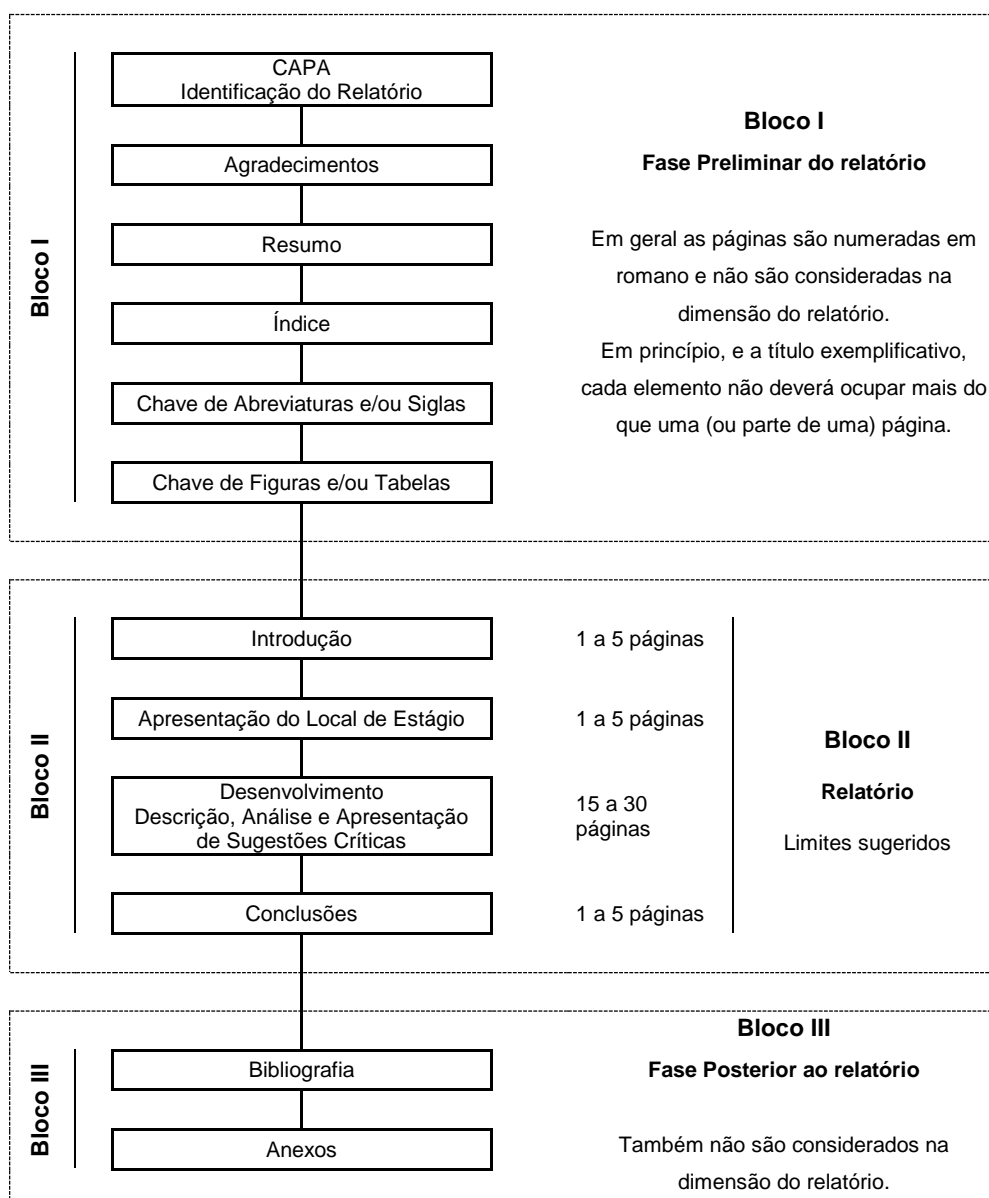 Bloco I
CAPA
Identificação do Relatório
Agradecimentos
Resumo
Índice
Chave de Abreviaturas e/ou Siglas
Chave de Figuras e/ou Tabelas
Bloco I
Fase Preliminar do relatório
Em geral as páginas são numeradas em
romano e não são consideradas na
dimensão do relatório.
Em princípio, e a título exemplificativo,
cada elemento não deverá ocupar mais do
que uma (ou parte de uma) página.
Bloco II
Introdução
1 a 5 páginas
Apresentação do Local de Estágio
1 a 5 páginas
Desenvolvimento
Descrição, Análise e Apresentação
de Sugestões Críticas
15 a 30
páginas
Conclusões
1 a 5 páginas
Bloco II
Relatório
Limites sugeridos
Bloco III
Bibliografia
Anexos
Bloco III
Fase Posterior ao relatório
Também não são considerados na
dimensão do relatório.